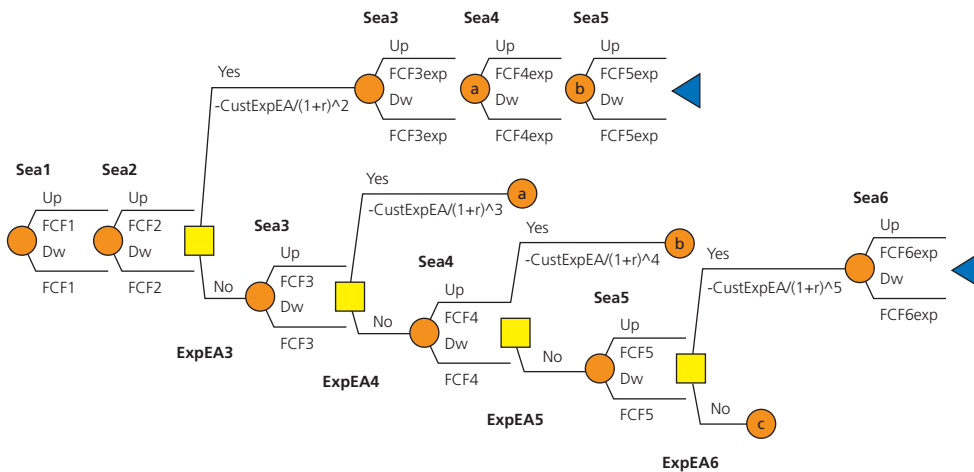 Sea3 Sea4 Sea5
Up Up Up
Yes FCF3exp FCF4exp FCF5exp
a b
Dw Dw Dw
-CustExpEA/(1+r)^2
FCF3exp FCF4exp FCF5exp
Sea1 Sea2
Yes a Sea6
Up Up
-CustExpEA/(1+r)^3
FCF1 FCF2 Sea3 Up
Yes b
Dw Dw FCF6exp
Sea4 -CustExpEA/(1+r)^4
Up Yes Dw
FCF1 FCF2 FCF3 Up Sea5
No -CustExpEA/(1+r)^5
Dw FCF4 FCF6exp
No Up
FCF3 Dw FCF5
ExpEA3 No Dw
FCF4
ExpEA4 FCF5 No
c
ExpEA5
ExpEA6